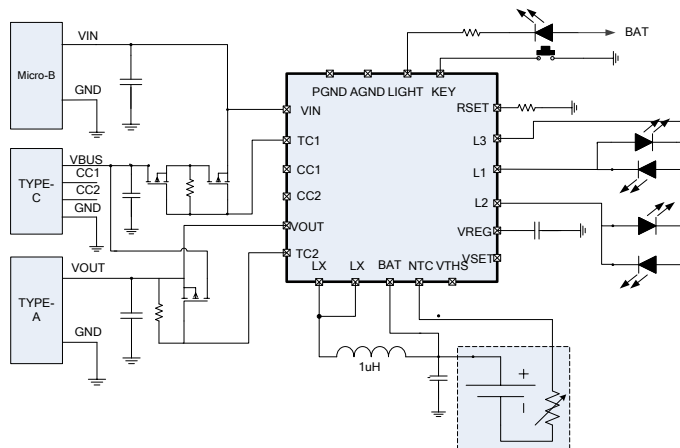 VIN
Micro-B
GND
BAT
PGND AGND LIGHT KEY
VIN
RSET
TC1
L3
CC1
L1
CC2
L2
VOUT
VREG
TC2
VSET
LX LX BAT NTC VTHS
VBUS
TYPE-
C
CC1
CC2
GND
VOUT
TYPE-
A
GND
1uH
+